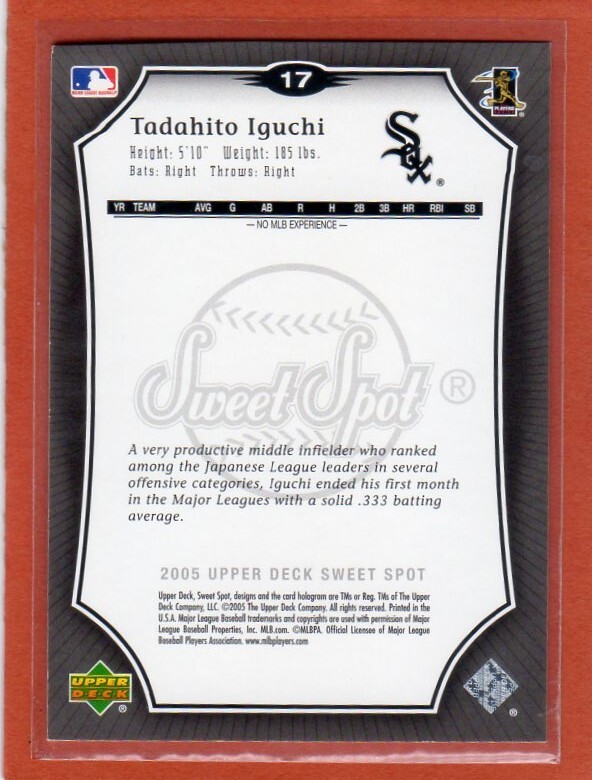 17
MAJOR LEAGUE BASEBALL
PLAYERS
Tadahito Iguchi
Sox ®
Height: 5'10" Weight: 185 lbs.
Bats: Right Throws: Right
YR TEAM AVG G AB R H 2B 3B HR RBI SB
— NO MLB EXPERIENCE —
Sweet Spot ®
A very productive middle infielder who ranked
among the Japanese League leaders in several
offensive categories, Iguchi ended his first month
in the Major Leagues with a solid .333 batting
average.
2005 UPPER DECK SWEET SPOT
Upper Deck, Sweet Spot, designs and the card hologram are TMs or Reg. TMs of The Upper
Deck Company, LLC. ©2005 The Upper Deck Company. All rights reserved. Printed in the
U.S.A. Major League Baseball trademarks and copyrights are used with permission of Major
League Baseball Properties, Inc. MLB.com. ©MLBPA. Official Licensee of Major League
Baseball Players Association. www.mlbplayers.com
UPPER
DECK
®
®